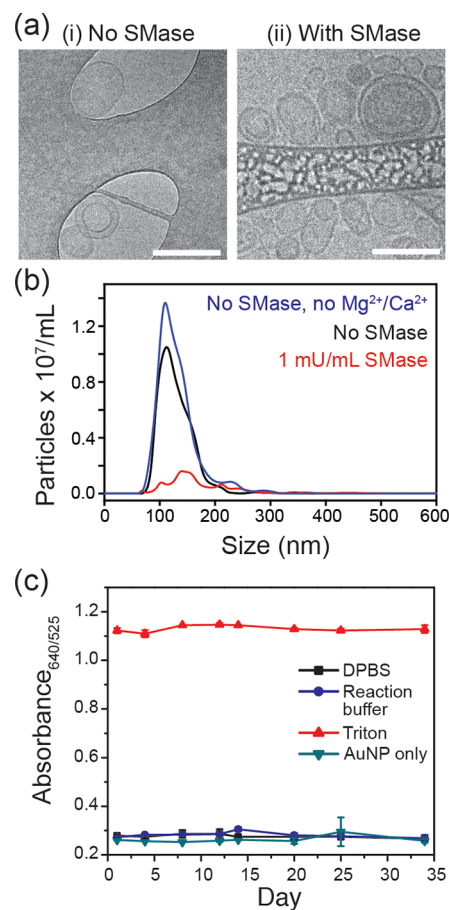 (a)
(i) No SMase
(ii) With SMase
(b)
Particles x 10⁷/mL
1.2
0.8
0.4
0.0
No SMase, no Mg²⁺/Ca²⁺
No SMase
1 mU/mL SMase
0 100 200 300 400 500 600
Size (nm)
(c)
Absorbance₆₄₀/₅₂₅
1.2
1.0
0.8
0.6
0.4
0.2
DPBS
Reaction
buffer
Triton
AuNP only
0 5 10 15 20 25 30 35
Day